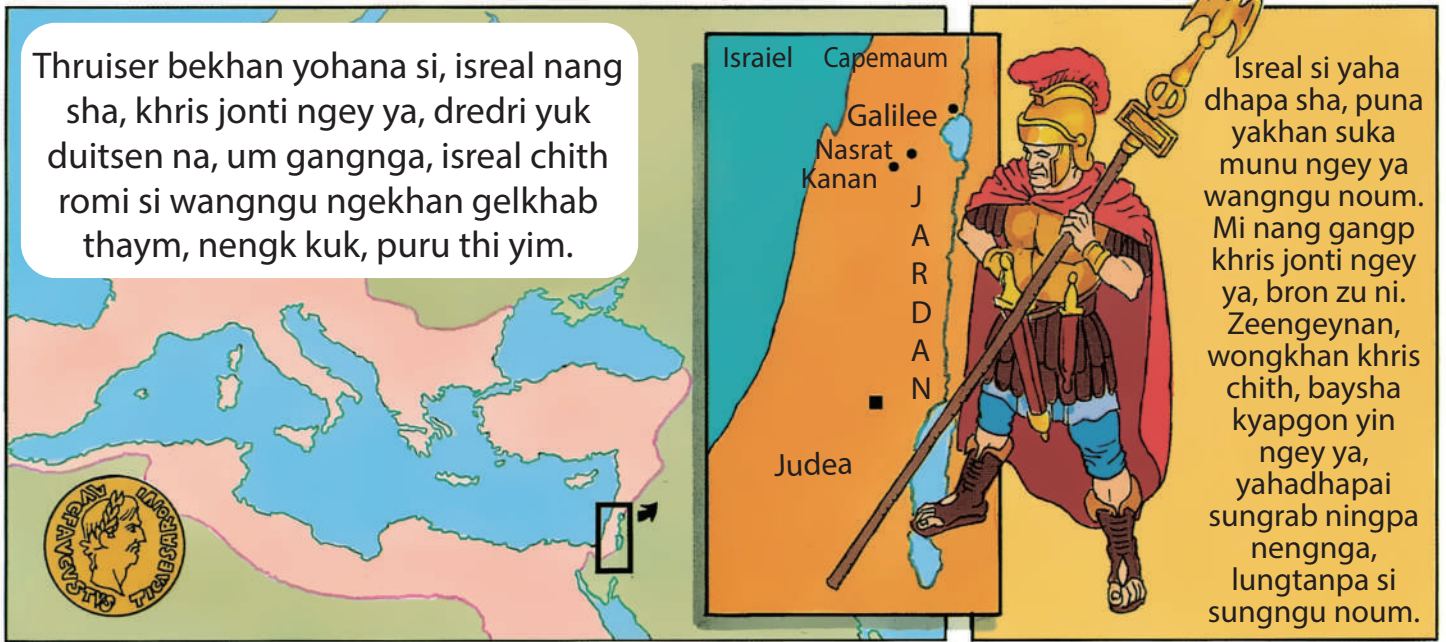 Thruiser bekhan yohana si, isreal nang
sha, khris jonti ngey ya, dredri yuk
duitsen na, um gangnga, isreal chith
romi si wangngu ngekhan gelkhab
thaym, nengk kuk, puru thi yim.
Israiel Capemaum
Galilee
Nasrat
Kanan
JARDAN
Judea
Isreal si yaha
dhapa sha, puna
yakhan suka
munu ngey ya
wangngu noum.
Mi nang gangp
khris jonti ngey
ya, bron zu ni.
Zeengeynan,
wongkhan khris
chith, baysha
kyapgon yin
ngey ya,
yahadhapai
sungrab ningpa
nengnga,
lungtanpa si
sungngu noum.